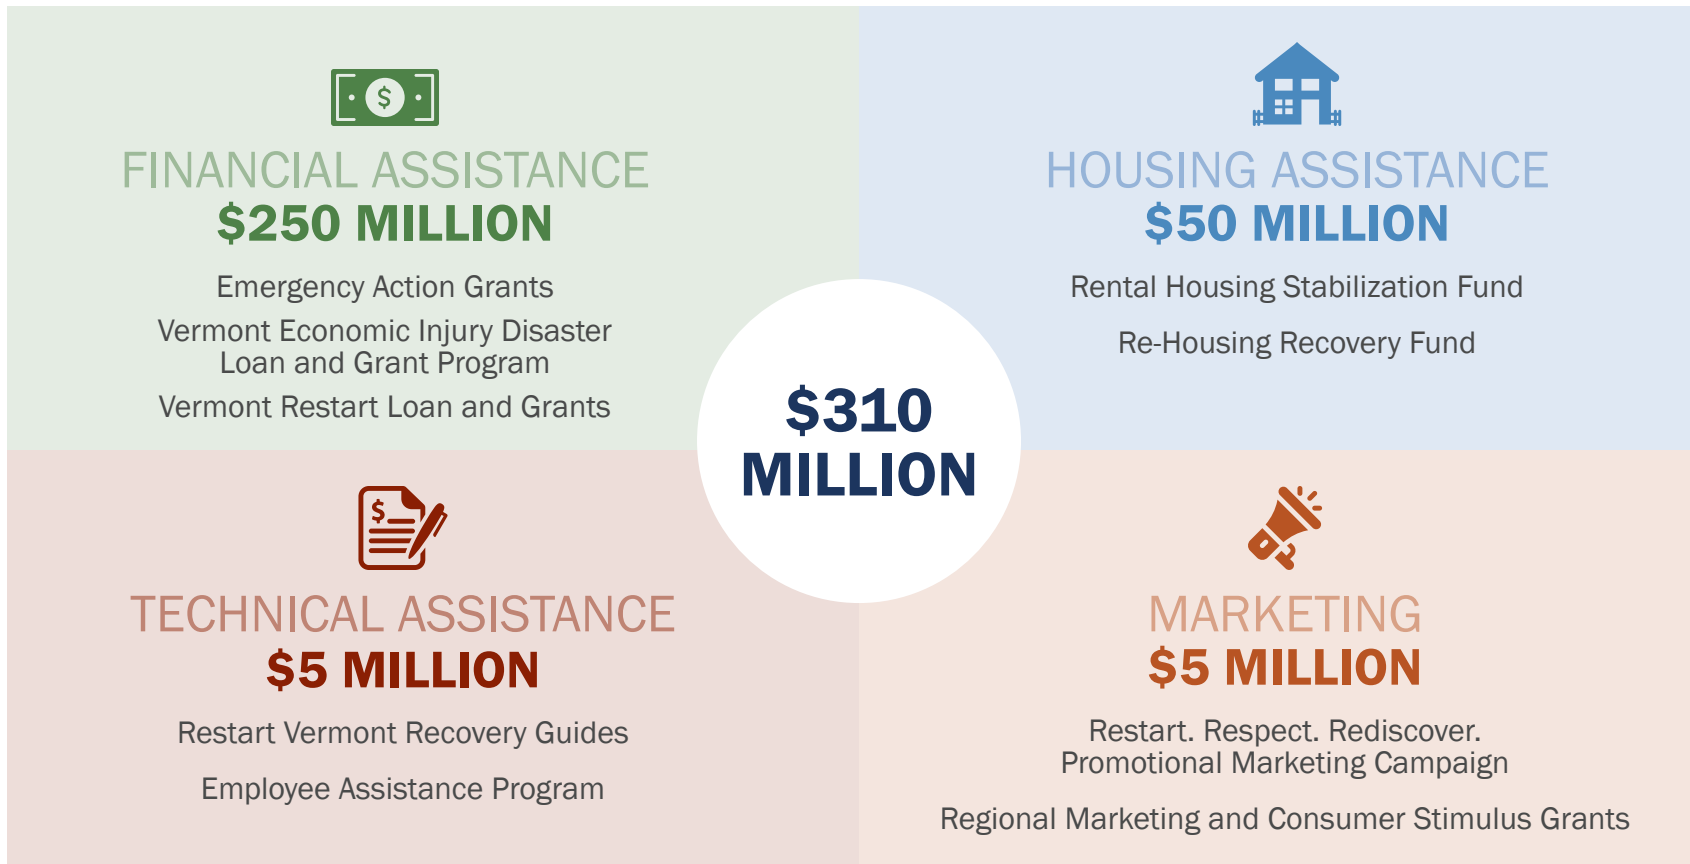 $
FINANCIAL ASSISTANCE
$250 MILLION
Emergency Action Grants
Vermont Economic Injury Disaster
Loan and Grant Program
Vermont Restart Loan and Grants
HOUSING ASSISTANCE
$50 MILLION
Rental Housing Stabilization Fund
Re-Housing Recovery Fund
$310
MILLION
$
TECHNICAL ASSISTANCE
$5 MILLION
Restart Vermont Recovery Guides
Employee Assistance Program
MARKETING
$5 MILLION
Restart. Respect. Rediscover.
Promotional Marketing Campaign
Regional Marketing and Consumer Stimulus Grants